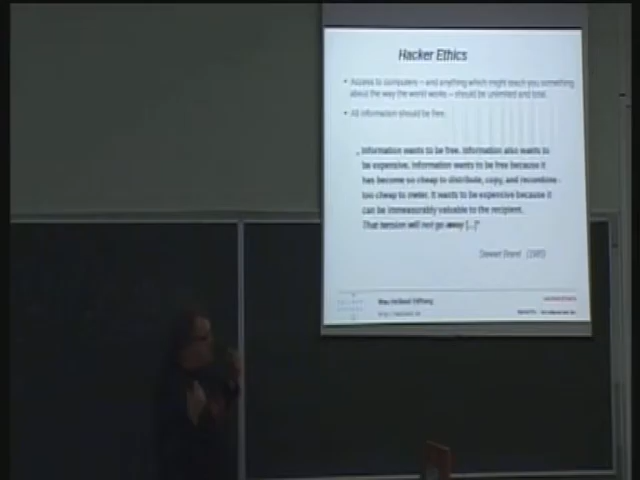 Hacker Ethics
• Access to computers – and anything which might teach you something
about the way the world works – should be unlimited and total.
• All information should be free.
„Information wants to be free. Information also wants to
be expensive. Information wants to be free because it
has become so cheap to distribute, copy, and recombine -
too cheap to meter. It wants to be expensive because it
can be immeasurably valuable to the recipient.
That tension will not go away [...]"
Stewart Brand
Wau Holland Stiftung